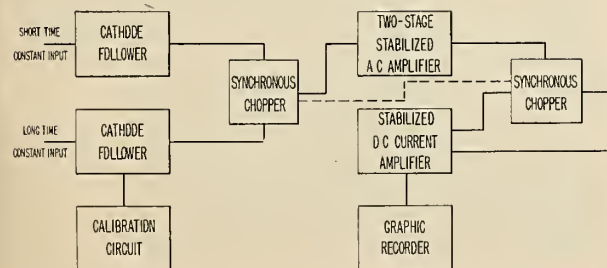 SHORT TIME
CONSTANT INPUT
CATHODE
FOLLOWER
SYNCHRONOUS
CHOPPER
TWO-STAGE
STABILIZED
A C AMPLIFIER
SYNCHRONOUS
CHOPPER
LONG TIME
CONSTANT INPUT
CATHODE
FOLLOWER
STABILIZED
D C CURRENT
AMPLIFIER
CALIBRATION
CIRCUIT
GRAPHIC
RECORDER